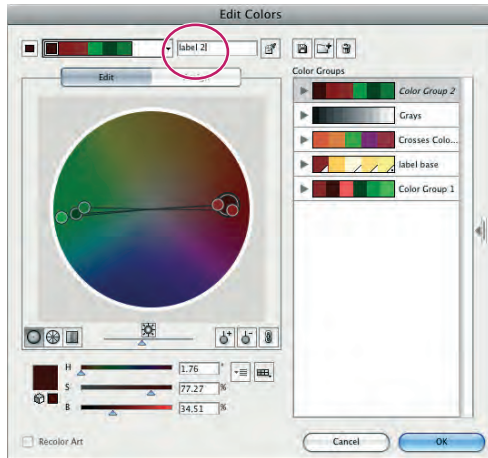 Edit Colors
label 2
Color Groups
Edit
Color Group 2
Grays
Crosses Colo...
label base
Color Group 1
H 1.76 °
S 77.27 %
B 34.51 %
Recolor Art
Cancel
OK